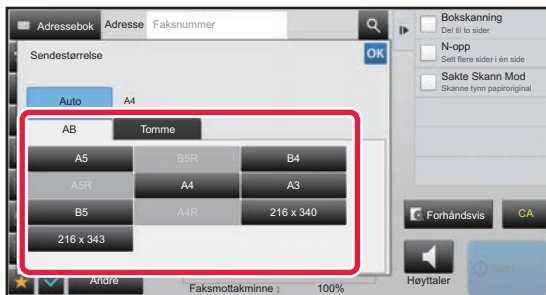 Adressebok
Adresse
Faksnummer
Sendestørrelse
OK
Auto
A4
AB
Tomme
A5
B5R
B4
A5R
A4
A3
B5
A4R
216 x 340
216 x 343
Andre
Faksmottakminne :
100%
Bokskanning
Del til to sider
N-opp
Sett flere sider i én side
Sakte Skann Mod
Skanne tynn papiroriginal
Forhåndsvis
CA
Høyttaler
Start